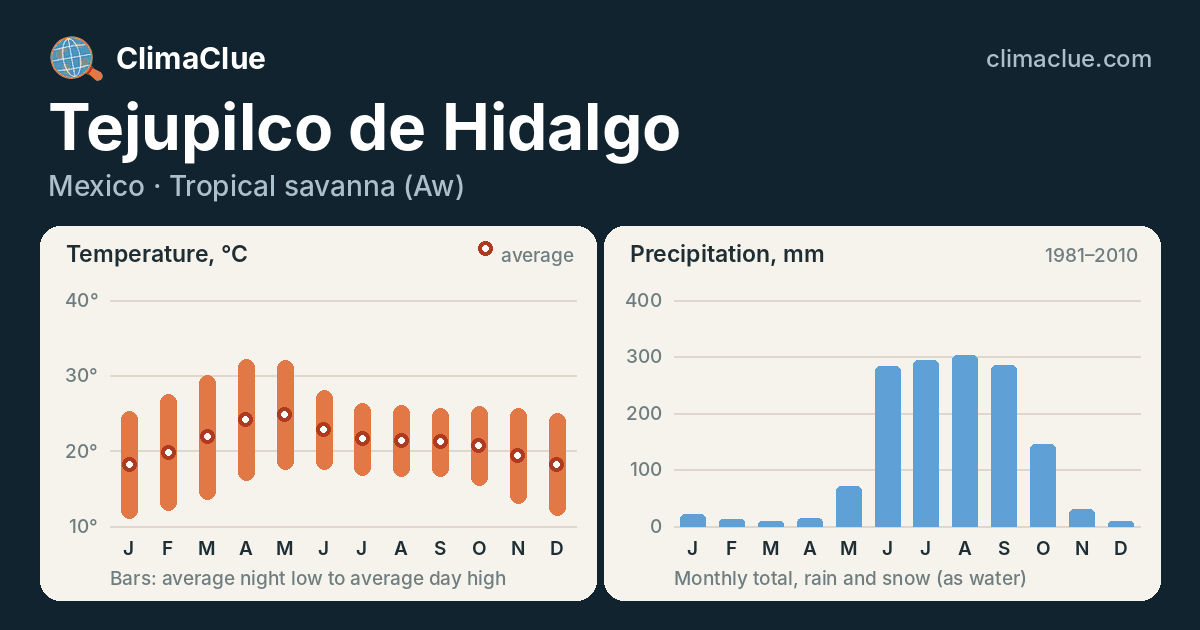 ClimaClue
climaclue.com
Tejupilco de Hidalgo
Mexico · Tropical savanna (Aw)
Temperature, °C
average
40°
30°
20°
10°
J F M A M J J A S O N D
Bars: average night low to average day high
Precipitation, mm
1981–2010
400
300
200
100
0
J F M A M J J A S O N D
Monthly total, rain and snow (as water)